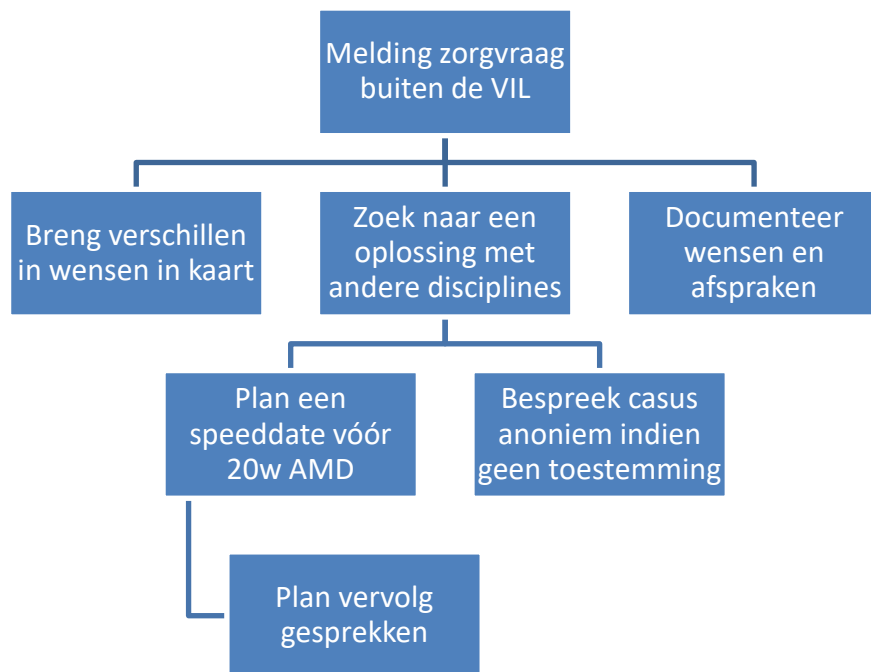 Melding zorgvraag
buiten de VIL
Breng verschillen
in wensen in kaart
Zoek naar een
oplossing met
andere disciplines
Documenteer
wensen en
afspraken
Plan een
speeddate vóór
20w AMD
Bespreek casus
anoniem indien
geen toestemming
Plan vervolg
gesprekken